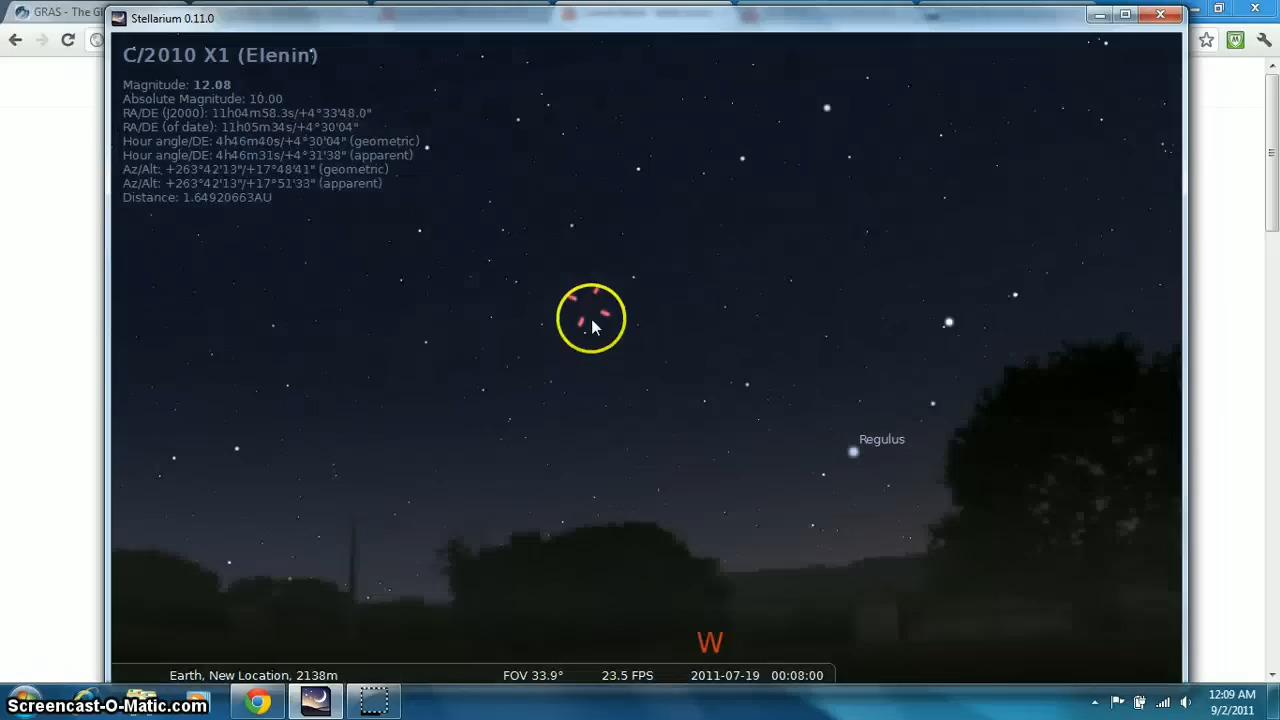 GRAS - The Gl
Stellarium 0.11.0
C/2010 X1 (Elenin)
Magnitude: 12.08
Absolute Magnitude: 10.00
RA/DE (J2000): 11h04m58.3s/+4°33'48.0"
RA/DE (of date): 11h05m34s/+4°30'04"
Hour angle/DE: 4h46m40s/+4°30'04" (geometric)
Hour angle/DE: 4h46m31s/+4°31'38" (apparent)
Az/Alt: +263°42'13"/+17°48'41" (geometric)
Az/Alt: +263°42'13"/+17°51'33" (apparent)
Distance: 1.64920663AU
Regulus
W
Earth, New Location, 2138m FOV 33.9° 23.5 FPS 2011-07-19 00:08:00
Screencast-O-Matic.com
12:09 AM
9/2/2011